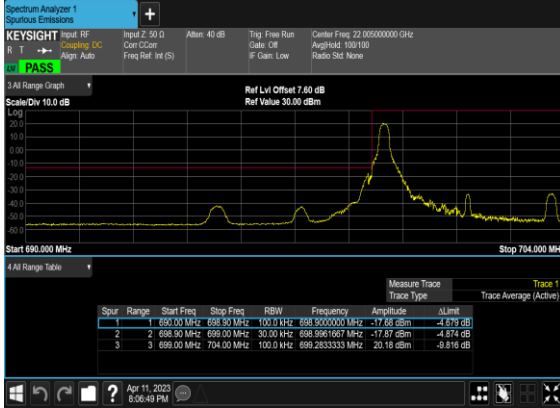 Spectrum Analyzer 1
Spurious Emissions
+
KEYSIGHT Input: RF Input Z: 50 Ω Atten: 40 dB Trig: Free Run Center Freq: 22.005000000 GHz
R T Coupling: DC Corr CCorr Gate: Off Avg|Hold: 100/100
Align: Auto Freq Ref: Int (S) IF Gain: Low Radio Std: None
PASS
3 All Range Graph
Ref Lvl Offset 7.60 dB
Scale/Div 10.0 dB Ref Value 30.00 dBm
Log
20.0
10.0
0.00
-10.0
-20.0
-30.0
-40.0
-50.0
-60.0
Start 690.000 MHz Stop 704.000 MH
4 All Range Table
Measure Trace Trace 1
Trace Type Trace Average (Active)
Spur Range Start Freq Stop Freq RBW Frequency Amplitude ΔLimit
1 1 690.00 MHz 698.90 MHz 100.0 kHz 698.9000000 MHz -17.68 dBm -4.679 dB
2 2 698.90 MHz 699.00 MHz 30.00 kHz 698.9961667 MHz -17.87 dBm -4.874 dB
3 3 699.00 MHz 704.00 MHz 100.0 kHz 699.2833333 MHz 20.18 dBm -9.816 dB
? Apr 11, 2023
8:06:49 PM